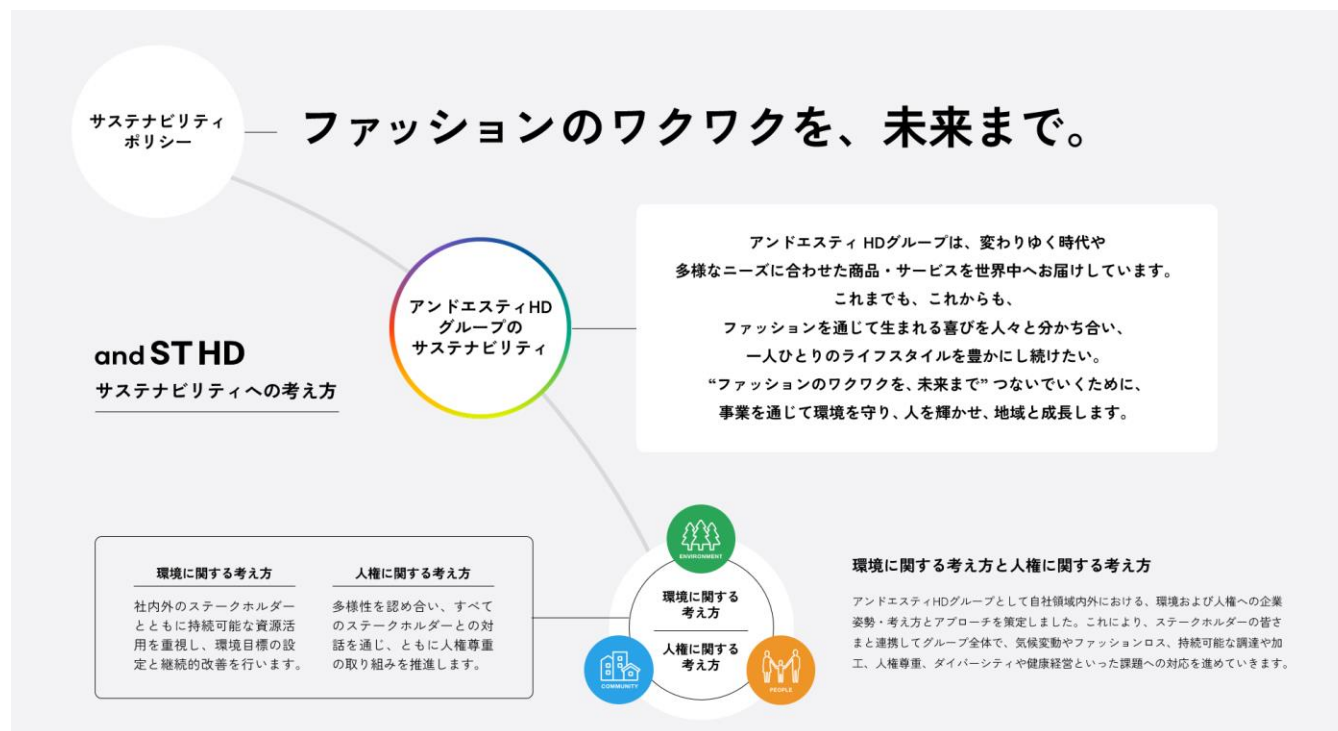 サステナビリティ
ポリシー
ファッションのワクワクを、未来まで。
アンドエスティHD
グループの
サステナビリティ
アンドエスティ HDグループは、変わりゆく時代や
多様なニーズに合わせた商品・サービスを世界中へお届けしています。
これまでも、これからも、
ファッションを通じて生まれる喜びを人々と分かち合い、
一人ひとりのライフスタイルを豊かにし続けたい。
“ファッションのワクワクを、未来まで” つないでいくために、
事業を通じて環境を守り、人を輝かせ、地域と成長します。
and ST HD
サステナビリティへの考え方
環境に関する考え方
社内外のステークホルダー
とともに持続可能な資源活
用を重視し、環境目標の設
定と継続的改善を行います。
人権に関する考え方
多様性を認め合い、すべて
のステークホルダーとの対
話を通じ、ともに人権尊重
の取り組みを推進します。
ENVIRONMENT
環境に関する
考え方
人権に関する
考え方
COMMUNITY
PEOPLE
環境に関する考え方と人権に関する考え方
アンドエスティHDグループとして自社領域内外における、環境および人権への企業
姿勢・考え方とアプローチを策定しました。これにより、ステークホルダーの皆さ
まと連携してグループ全体で、気候変動やファッションロス、持続可能な調達や加
工、人権尊重、ダイバーシティや健康経営といった課題への対応を進めていきます。